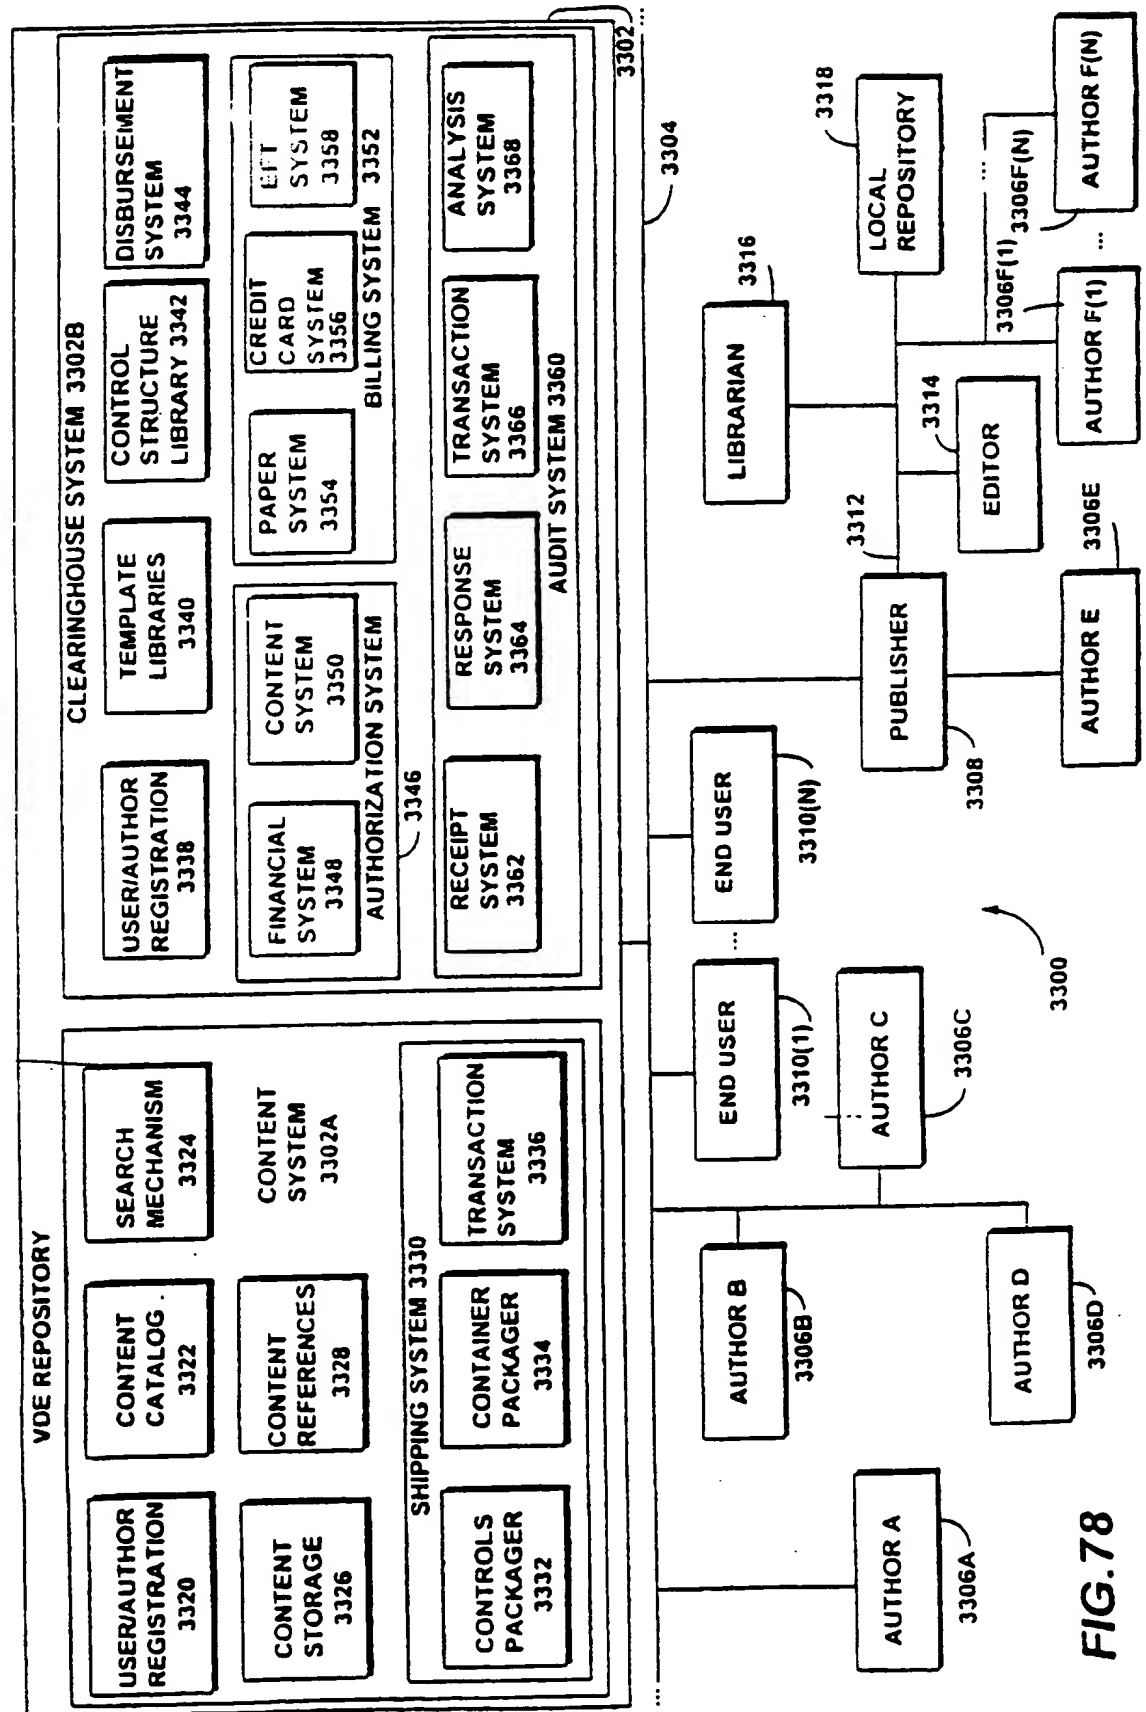 VDE REPOSITORY
USER/AUTHOR
REGISTRATION
3320
CONTENT
CATALOG
3322
SEARCH
MECHANISM
3324
CONTENT
STORAGE
3326
CONTENT
REFERENCES
3328
CONTENT
SYSTEM
3302A
SHIPPING SYSTEM 3330
CONTROLS
PACKAGER
3332
CONTAINER
PACKAGER
3334
TRANSACTION
SYSTEM
3336
CLEARINGHOUSE SYSTEM 3302B
USER/AUTHOR
REGISTRATION
3338
TEMPLATE
LIBRARIES
3340
CONTROL
STRUCTURE
LIBRARY 3342
DISBURSEMENT
SYSTEM
3344
FINANCIAL
SYSTEM
3348
CONTENT
SYSTEM
3350
AUTHORIZATION SYSTEM
3346
PAPER
SYSTEM
3354
CREDIT
CARD
SYSTEM
3356
EFT
SYSTEM
3358
BILLING SYSTEM 3352
RECEIPT
SYSTEM
3362
RESPONSE
SYSTEM
3364
TRANSACTION
SYSTEM
3366
ANALYSIS
SYSTEM
3368
AUDIT SYSTEM 3360
3302
...
...
3304
AUTHOR A
3306A
AUTHOR B
3306B
AUTHOR C
3306C
AUTHOR D
3306D
END USER
3310(1)
...
END USER
3310(N)
3300
PUBLISHER
3308
3312
AUTHOR E
3306E
LIBRARIAN
3316
EDITOR
3314
LOCAL
REPOSITORY
3318
AUTHOR F(1)
3306F(1)
...
...
AUTHOR F(N)
3306F(N)
FIG.78